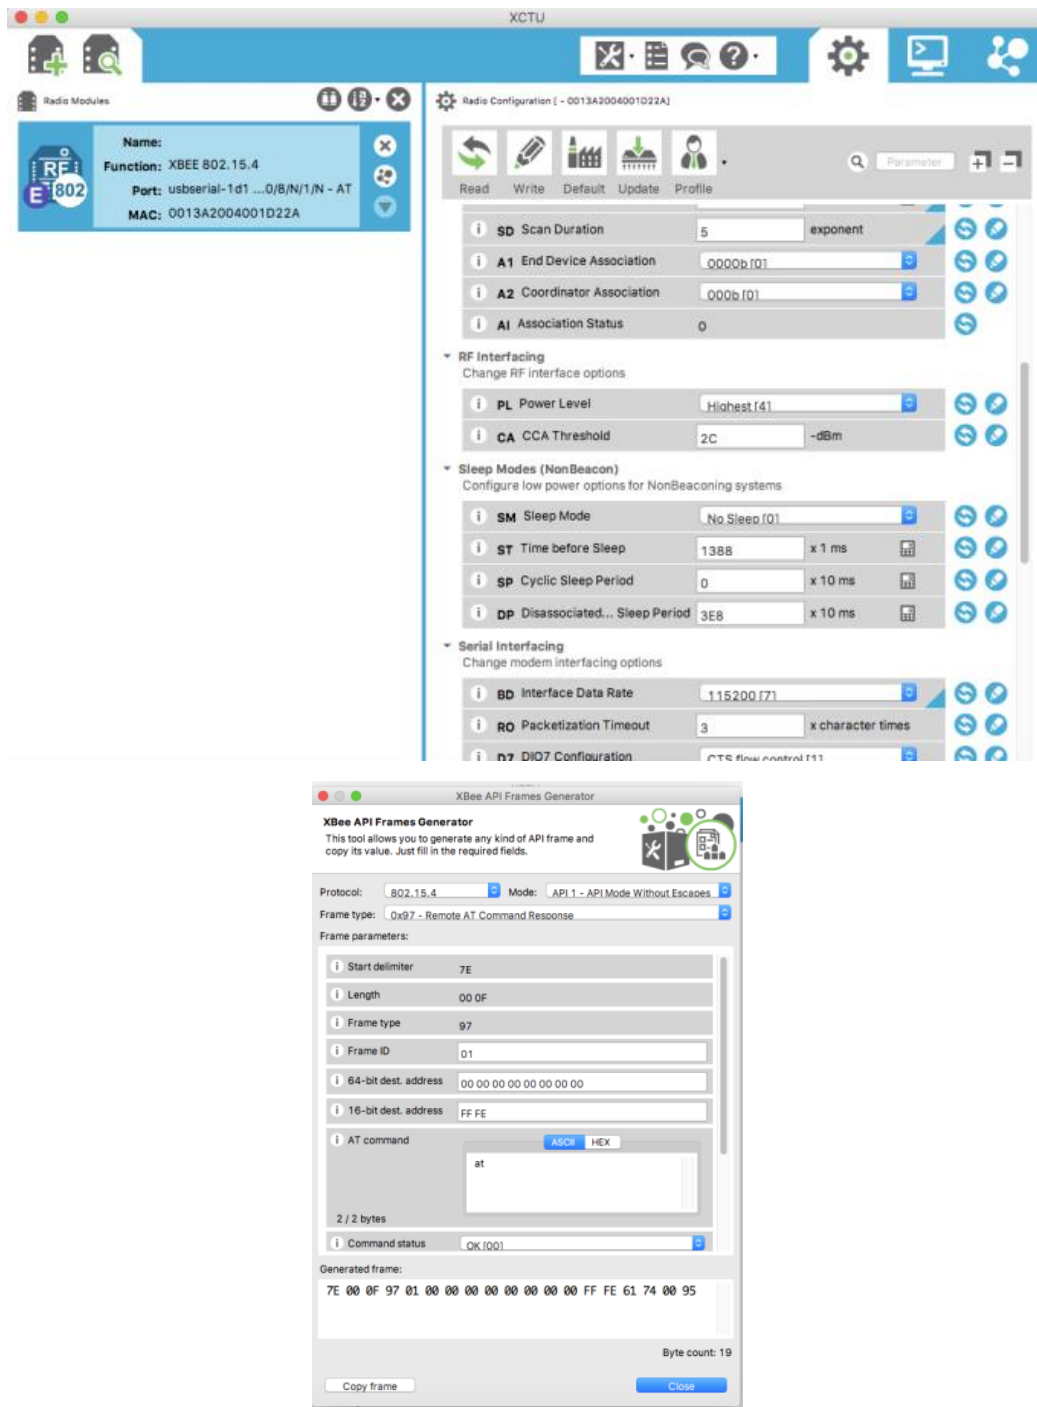 XCTU
Radio Modules
Radio Configuration [ - 0013A2004001D22A]
Name:
Function: XBEE 802.15.4
Port: usbserial-1d1 ...0/8/N/1/N - AT
MAC: 0013A2004001D22A
RF
E 802
Read Write Default Update Profile
Parameter
i SD Scan Duration 5 exponent
i A1 End Device Association 0000b [0]
i A2 Coordinator Association 000b [0]
i AI Association Status 0
RF Interfacing
Change RF interface options
i PL Power Level Highest [4]
i CA CCA Threshold 2C -dBm
Sleep Modes (NonBeacon)
Configure low power options for NonBeaconing systems
i SM Sleep Mode No Sleep [0]
i ST Time before Sleep 1388 x 1 ms
i SP Cyclic Sleep Period 0 x 10 ms
i DP Disassociated... Sleep Period 3E8 x 10 ms
Serial Interfacing
Change modem interfacing options
i BD Interface Data Rate 115200 [7]
i RO Packetization Timeout 3 x character times
i D7 DIO7 Configuration CTS flow control [1]
XBee API Frames Generator
XBee API Frames Generator
This tool allows you to generate any kind of API frame and
copy its value. Just fill in the required fields.
Protocol: 802.15.4 Mode: API 1 - API Mode Without Escapes
Frame type: 0x97 - Remote AT Command Response
Frame parameters:
i Start delimiter 7E
i Length 00 0F
i Frame type 97
i Frame ID 01
i 64-bit dest. address 00 00 00 00 00 00 00 00
i 16-bit dest. address FF FE
i AT command ASCII HEX
at
2 / 2 bytes
i Command status OK [00]
Generated frame:
7E 00 0F 97 01 00 00 00 00 00 00 00 00 FF FE 61 74 00 95
Byte count: 19
Copy frame Close